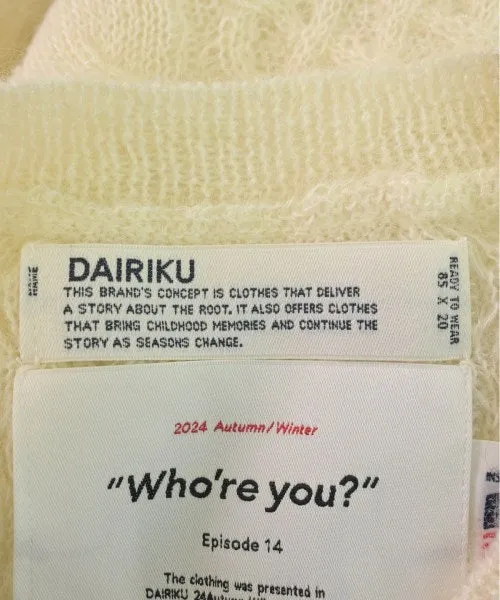 NAME
DAIRIKU
THIS BRAND'S CONCEPT IS CLOTHES THAT DELIVER
A STORY ABOUT THE ROOT. IT ALSO OFFERS CLOTHES
THAT BRING CHILDHOOD MEMORIES AND CONTINUE THE
STORY AS SEASONS CHANGE.
READY TO WEAR
85 X 20
2024 Autumn/Winter
"Who're you?"
Episode 14
The clothing was presented in
DAIRIKU